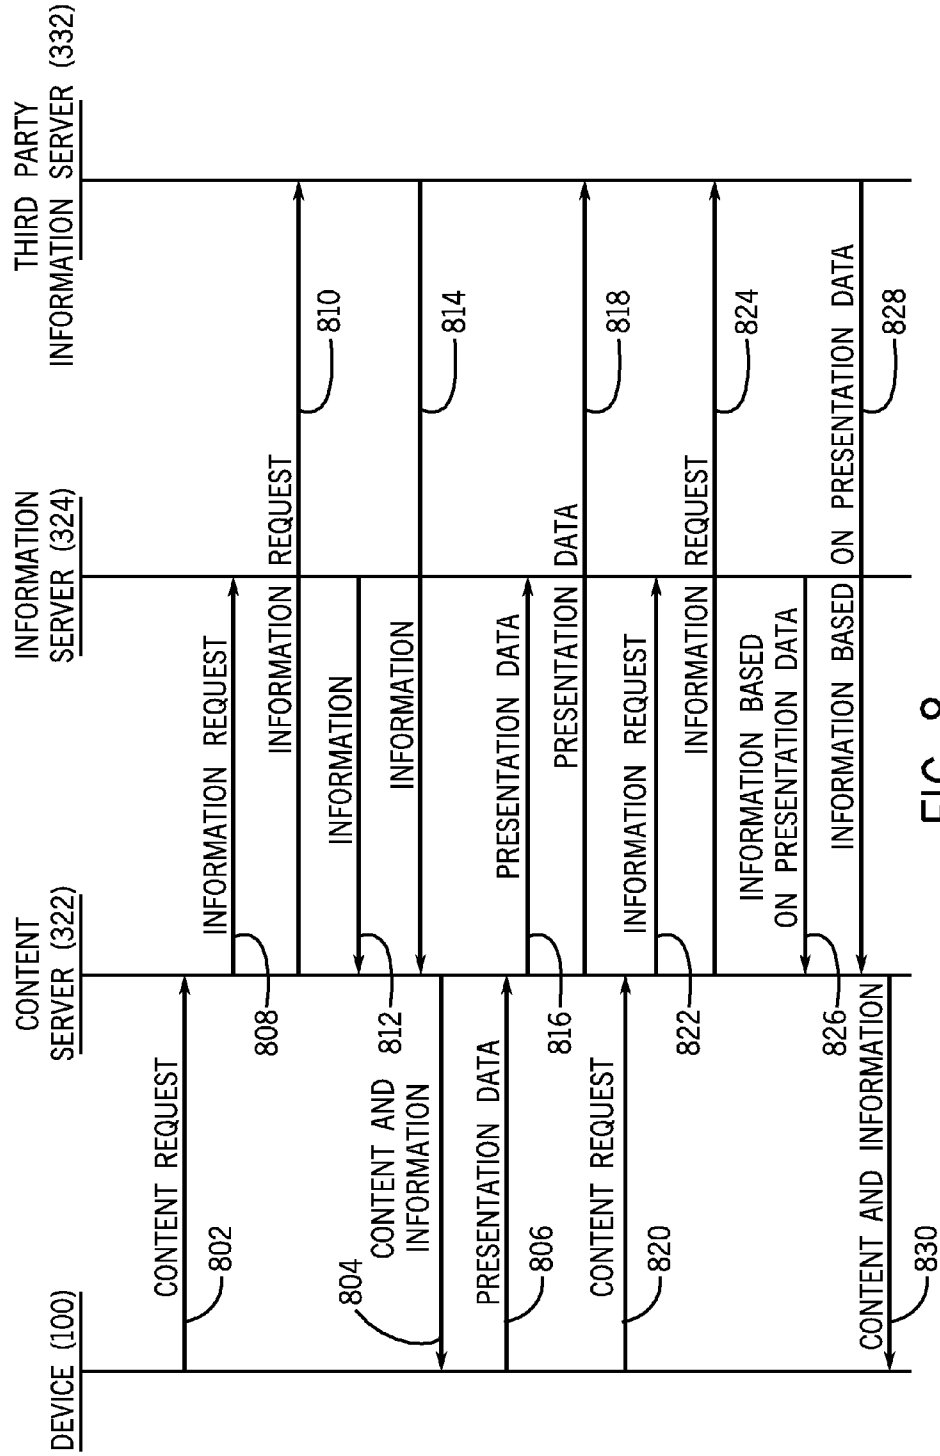 DEVICE (100)
CONTENT
SERVER (322)
INFORMATION
SERVER (324)
THIRD PARTY
INFORMATION SERVER (332)
CONTENT REQUEST
802
INFORMATION REQUEST
808
INFORMATION REQUEST
810
INFORMATION
812
INFORMATION
814
CONTENT AND
INFORMATION
804
PRESENTATION DATA
806
PRESENTATION DATA
816
PRESENTATION DATA
818
CONTENT REQUEST
820
INFORMATION REQUEST
822
INFORMATION REQUEST
824
INFORMATION BASED
ON PRESENTATION DATA
826
INFORMATION BASED ON PRESENTATION DATA
828
CONTENT AND INFORMATION
830